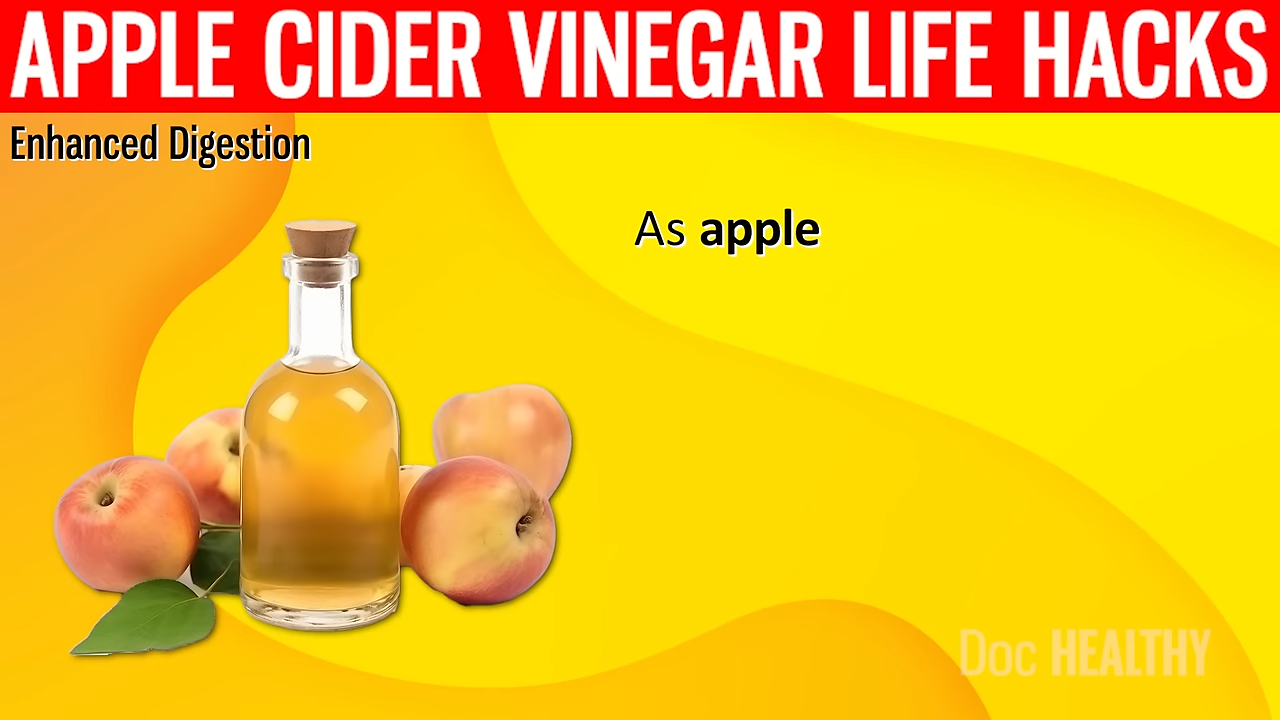 APPLE CIDER VINEGAR LIFE HACKS
Enhanced Digestion
As apple
Doc HEALTHY